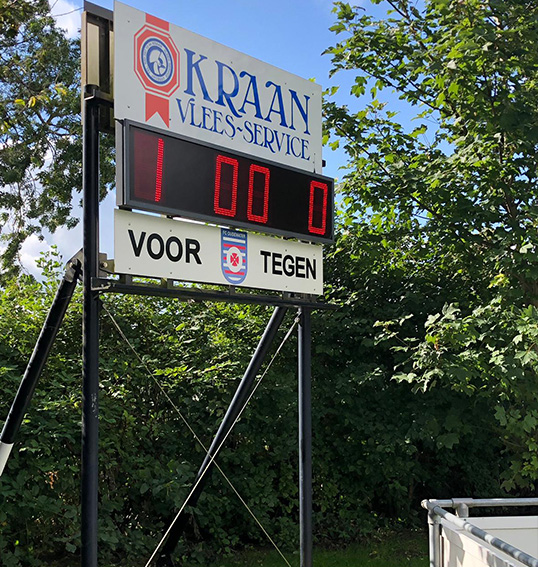 KRAAN
VLEES-SERVICE
1 00 0
VOOR TEGEN